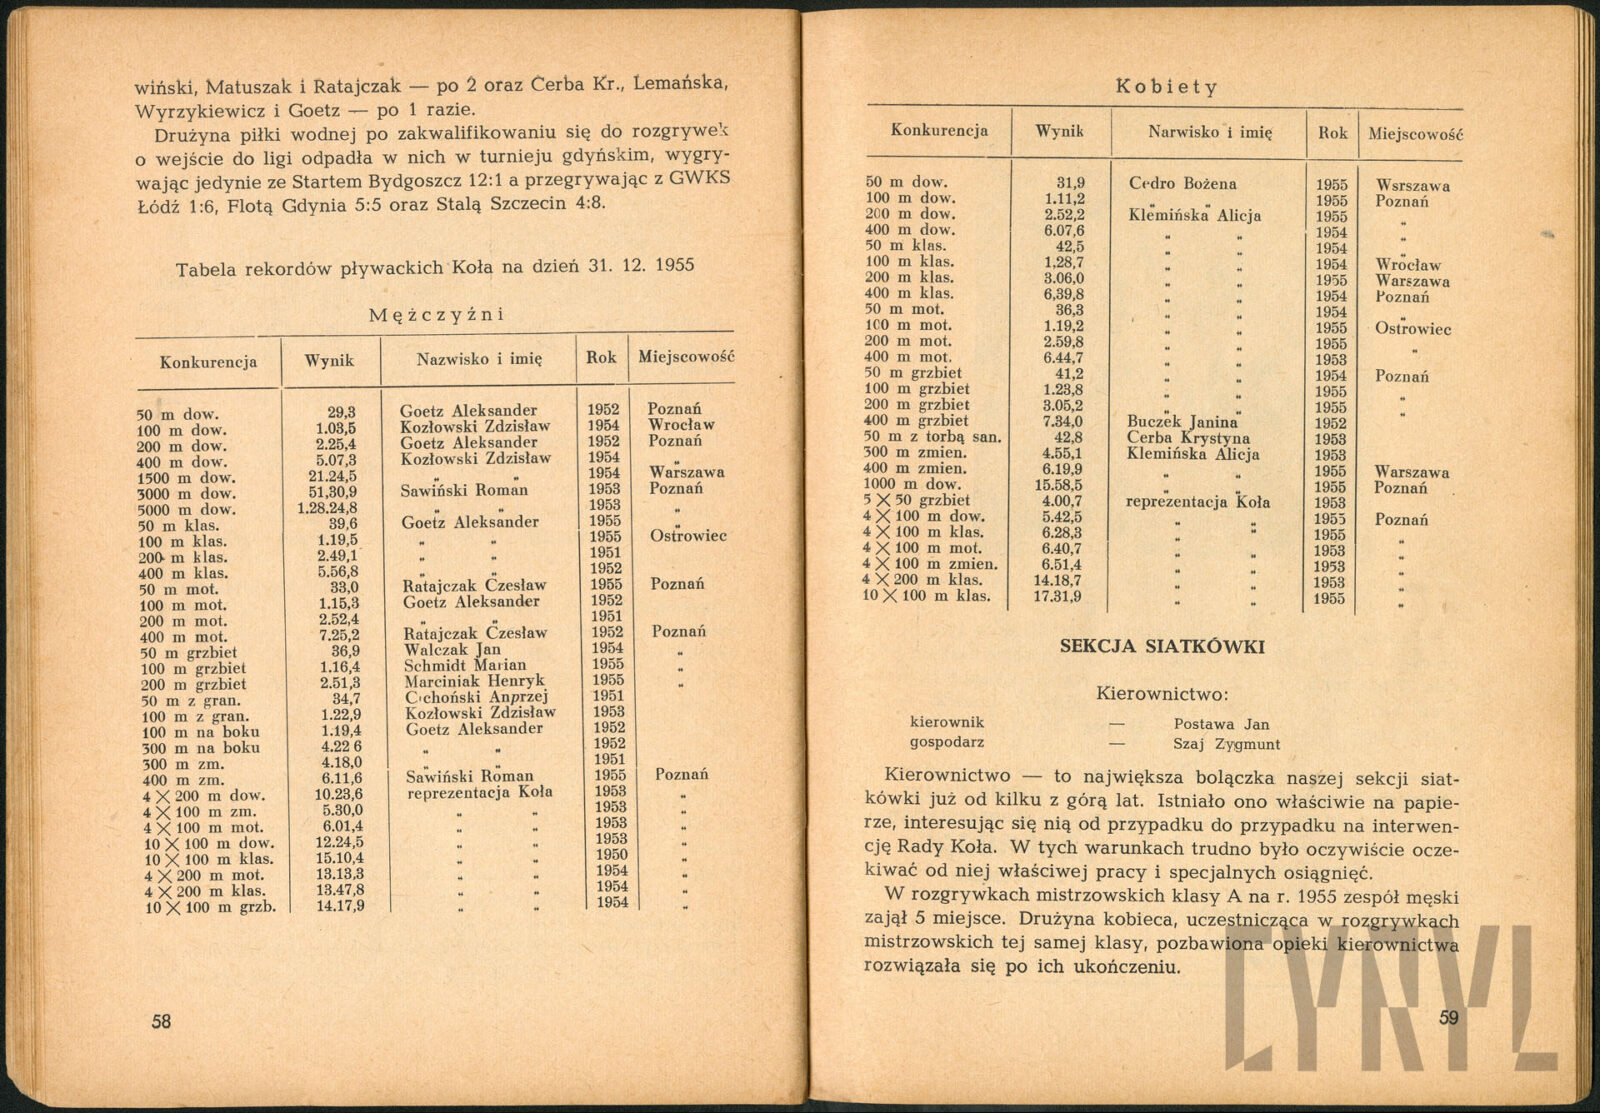 wiński, Matuszak i Ratajczak — po 2 oraz Cerba Kr., Lemańska,
Wyrzykiewicz i Goetz — po 1 razie.
Drużyna piłki wodnej po zakwalifikowaniu się do rozgrywek
o wejście do ligi odpadła w nich w turnieju gdyńskim, wygry-
wając jedynie ze Startem Bydgoszcz 12:1 a przegrywając z GWKS
Łódź 1:6, Flotą Gdynia 5:5 oraz Stalą Szczecin 4:8.
Tabela rekordów pływackich Koła na dzień 31. 12. 1955
Mężczyźni
Konkurencja Wynik Nazwisko i imię Rok Miejscowość
50 m dow. 29,3 Goetz Aleksander 1952 Poznań
100 m dow. 1.03,5 Kozłowski Zdzisław 1954 Wrocław
200 m dow. 2.25,4 Goetz Aleksander 1952 Poznań
400 m dow. 5.07,3 Kozłowski Zdzisław 1954 „
1500 m dow. 21.24,5 „ „ 1954 Warszawa
3000 m dow. 51,30,9 Sawiński Roman 1953 Poznań
5000 m dow. 1.28.24,8 „ „ 1953 „
50 m klas. 39,6 Goetz Aleksander 1955 „
100 m klas. 1.19,5 „ „ 1955 Ostrowiec
200 m klas. 2.49,1 „ „ 1951
400 m klas. 5.56,8 „ „ 1952
50 m mot. 33,0 Ratajczak Czesław 1955 Poznań
100 m mot. 1.15,3 Goetz Aleksander 1952
200 m mot. 2.52,4 „ „ 1951
400 m mot. 7.25,2 Ratajczak Czesław 1952 Poznań
50 m grzbiet 36,9 Walczak Jan 1954 „
100 m grzbiet 1.16,4 Schmidt Marian 1955 „
200 m grzbiet 2.51,3 Marciniak Henryk 1955 „
50 m z gran. 34,7 Cichoński Anprzej 1951
100 m z gran. 1.22,9 Kozłowski Zdzisław 1953
100 m na boku 1.19,4 Goetz Aleksander 1952
300 m na boku 4.22 6 „ „ 1952
300 m zm. 4.18,0 „ „ 1951
400 m zm. 6.11,6 Sawiński Roman 1955 Poznań
4 X 200 m dow. 10.23,6 reprezentacja Koła 1953 „
4 X 100 m zm. 5.30,0 „ „ 1953 „
4 X 100 m mot. 6.01,4 „ „ 1953 „
10 X 100 m dow. 12.24,5 „ „ 1953 „
10 X 100 m klas. 15.10,4 „ „ 1950 „
4 X 200 m mot. 13.13,3 „ „ 1954 „
4 X 200 m klas. 13.47,8 „ „ 1954 „
10 X 100 m grzb. 14.17,9 „ „ 1954 „
58
Kobiety
Konkurencja Wynik Narwisko i imię Rok Miejscowość
50 m dow. 31,9 Cedro Bożena 1955 Wsrszawa
100 m dow. 1.11,2 „ „ 1955 Poznań
200 m dow. 2.52,2 Klemińska Alicja 1955 „
400 m dow. 6.07,6 „ „ 1954 „
50 m klas. 42,5 „ „ 1954 „
100 m klas. 1,28,7 „ „ 1954 Wrocław
200 m klas. 3.06,0 „ „ 1955 Warszawa
400 m klas. 6,39,8 „ „ 1954 Poznań
50 m mot. 36,3 „ „ 1954 „
100 m mot. 1.19,2 „ „ 1955 Ostrowiec
200 m mot. 2.59,8 „ „ 1955 „
400 m mot. 6.44,7 „ „ 1953
50 m grzbiet 41,2 „ „ 1954 Poznań
100 m grzbiet 1.23,8 „ „ 1955 „
200 m grzbiet 3.05,2 „ „ 1955 „
400 m grzbiet 7.34,0 Buczek Janina 1952
50 m z torbą san. 42,8 Cerba Krystyna 1953
300 m zmien. 4.55,1 Klemińska Alicja 1953
400 m zmien. 6.19,9 „ „ 1955 Warszawa
1000 m dow. 15.58,5 „ „ 1955 Poznań
5 X 50 grzbiet 4.00,7 reprezentacja Koła 1953
4 X 100 m dow. 5.42,5 „ „ 1955 Poznań
4 X 100 m klas. 6.28,3 „ „ 1955 „
4 X 100 m mot. 6.40,7 „ „ 1953 „
4 X 100 m zmien. 6.51,4 „ „ 1953 „
4 X 200 m klas. 14.18,7 „ „ 1953 „
10 X 100 m klas. 17.31,9 „ „ 1955 „
SEKCJA SIATKÓWKI
Kierownictwo:
kierownik — Postawa Jan
gospodarz — Szaj Zygmunt
Kierownictwo — to największa bolączka naszej sekcji siat-
kówki już od kilku z górą lat. Istniało ono właściwie na papie-
rze, interesując się nią od przypadku do przypadku na interwen-
cję Rady Koła. W tych warunkach trudno było oczywiście ocze-
kiwać od niej właściwej pracy i specjalnych osiągnięć.
W rozgrywkach mistrzowskich klasy A na r. 1955 zespół męski
zajął 5 miejsce. Drużyna kobieca, uczestnicząca w rozgrywkach
mistrzowskich tej samej klasy, pozbawiona opieki kierownictwa
rozwiązała się po ich ukończeniu.
59
CYRYL